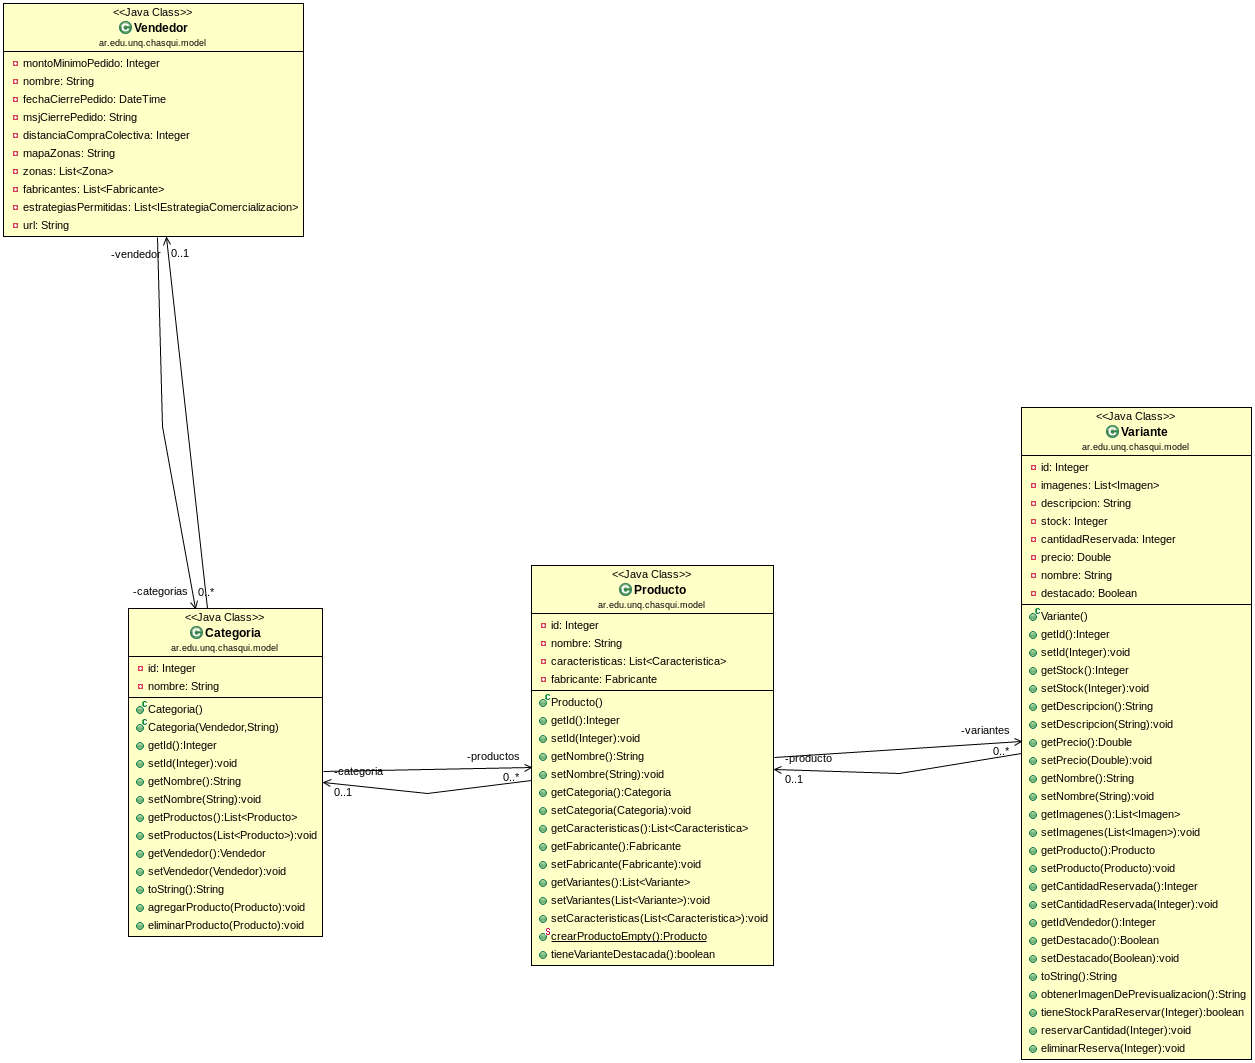 <<Java Class>>
Vendedor
ar.edu.unq.chasqui.model
montoMinimoPedido: Integer
nombre: String
fechaCierrePedido: DateTime
msjCierrePedido: String
distanciaCompraColectiva: Integer
mapaZonas: String
zonas: List<Zona>
fabricantes: List<Fabricante>
estrategiasPermitidas: List<IEstrategiaComercializacion>
url: String
-vendedor 0..1
-categorias 0..*
<<Java Class>>
Categoria
ar.edu.unq.chasqui.model
id: Integer
nombre: String
Categoria()
Categoria(Vendedor,String)
getId():Integer
setId(Integer):void
getNombre():String
setNombre(String):void
getProductos():List<Producto>
setProductos(List<Producto>):void
getVendedor():Vendedor
setVendedor(Vendedor):void
toString():String
agregarProducto(Producto):void
eliminarProducto(Producto):void
-productos
-categoria
0..*
0..1
<<Java Class>>
Producto
ar.edu.unq.chasqui.model
id: Integer
nombre: String
caracteristicas: List<Caracteristica>
fabricante: Fabricante
Producto()
getId():Integer
setId(Integer):void
getNombre():String
setNombre(String):void
getCategoria():Categoria
setCategoria(Categoria):void
getCaracteristicas():List<Caracteristica>
getFabricante():Fabricante
setFabricante(Fabricante):void
getVariantes():List<Variante>
setVariantes(List<Variante>):void
setCaracteristicas(List<Caracteristica>):void
crearProductoEmpty():Producto
tieneVarianteDestacada():boolean
-variantes
0..*
-producto
0..1
<<Java Class>>
Variante
ar.edu.unq.chasqui.model
id: Integer
imagenes: List<Imagen>
descripcion: String
stock: Integer
cantidadReservada: Integer
precio: Double
nombre: String
destacado: Boolean
Variante()
getId():Integer
setId(Integer):void
getStock():Integer
setStock(Integer):void
getDescripcion():String
setDescripcion(String):void
getPrecio():Double
setPrecio(Double):void
getNombre():String
setNombre(String):void
getImagenes():List<Imagen>
setImagenes(List<Imagen>):void
getProducto():Producto
setProducto(Producto):void
getCantidadReservada():Integer
setCantidadReservada(Integer):void
getIdVendedor():Integer
getDestacado():Boolean
setDestacado(Boolean):void
toString():String
obtenerImagenDePrevisualizacion():String
tieneStockParaReservar(Integer):boolean
reservarCantidad(Integer):void
eliminarReserva(Integer):void